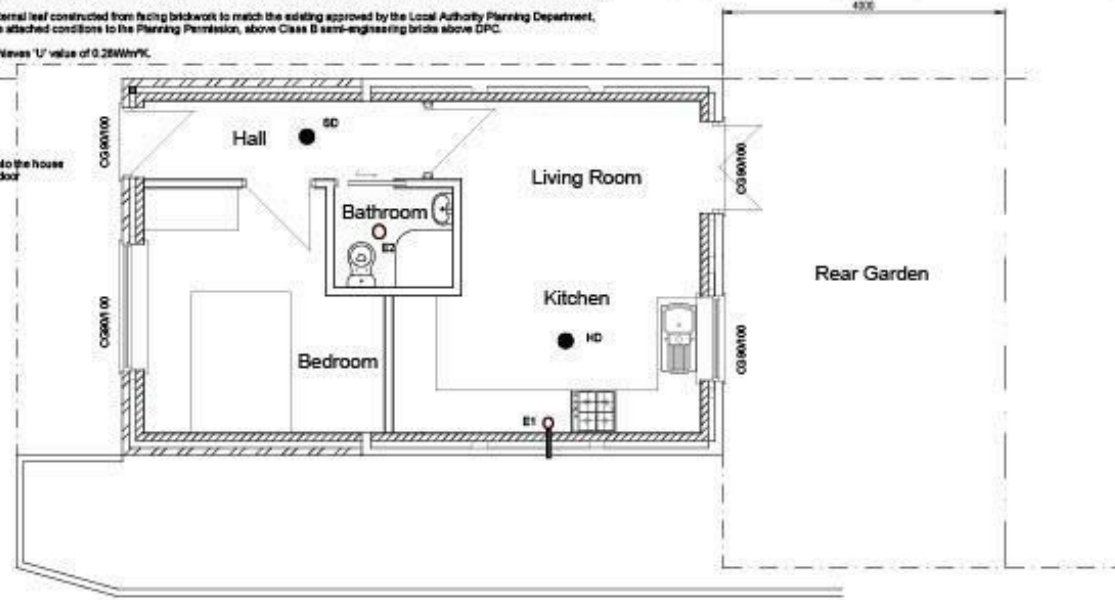 ternal leaf constructed from facing brickwork to match the existing approved by the Local Authority Planning Department,
attached conditions to the Planning Permission, above Class B semi-engineering bricks above DPC.
hieves 'U' value of 0.28W/m²K.
4000
CG90/100
Hall
SD
to the house
door
Living Room
CG90/100
Bathroom
E2
Rear Garden
Kitchen
HD
CG90/100
CG90/100
Bedroom
E1